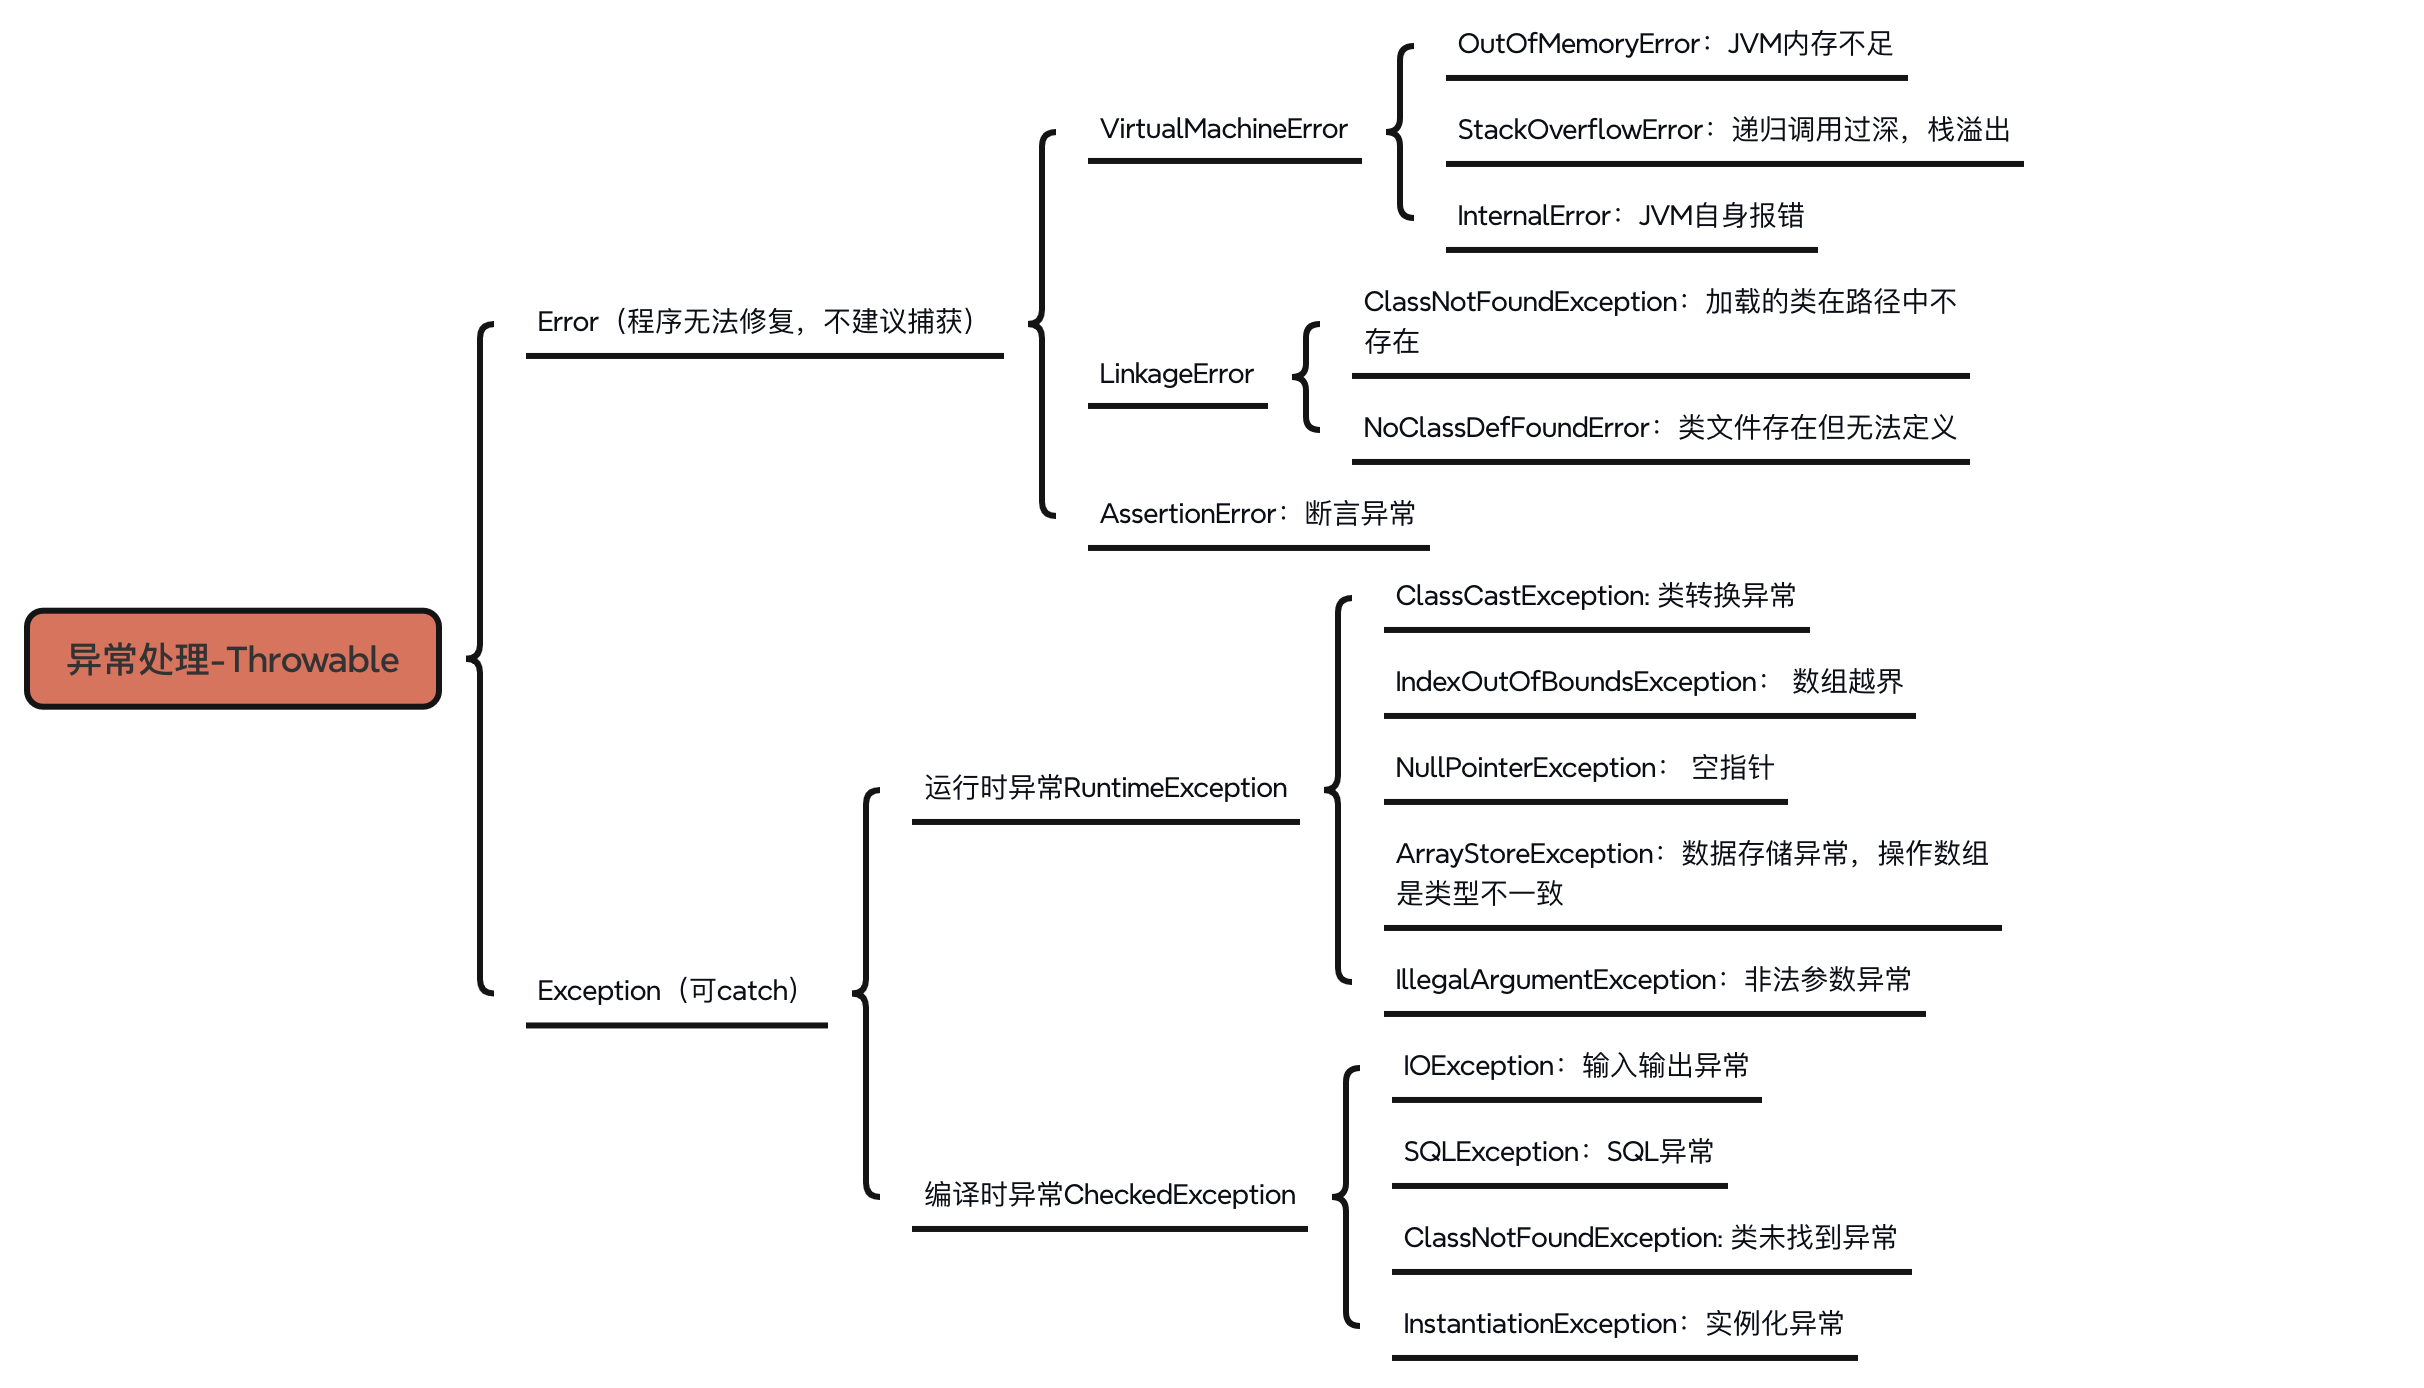 OutOfMemoryError：JVM内存不足
StackOverflowError：递归调用过深，栈溢出
VirtualMachineError
InternalError：JVM自身报错
Error（程序无法修复，不建议捕获）
ClassNotFoundException：加载的类在路径中不
存在
LinkageError
NoClassDefFoundError：类文件存在但无法定义
AssertionError：断言异常
异常处理-Throwable
ClassCastException: 类转换异常
IndexOutOfBoundsException： 数组越界
NullPointerException： 空指针
运行时异常RuntimeException
ArrayStoreException：数据存储异常，操作数组
是类型不一致
IllegalArgumentException：非法参数异常
Exception（可catch）
IOException：输入输出异常
SQLException：SQL异常
编译时异常CheckedException
ClassNotFoundException: 类未找到异常
InstantiationException：实例化异常